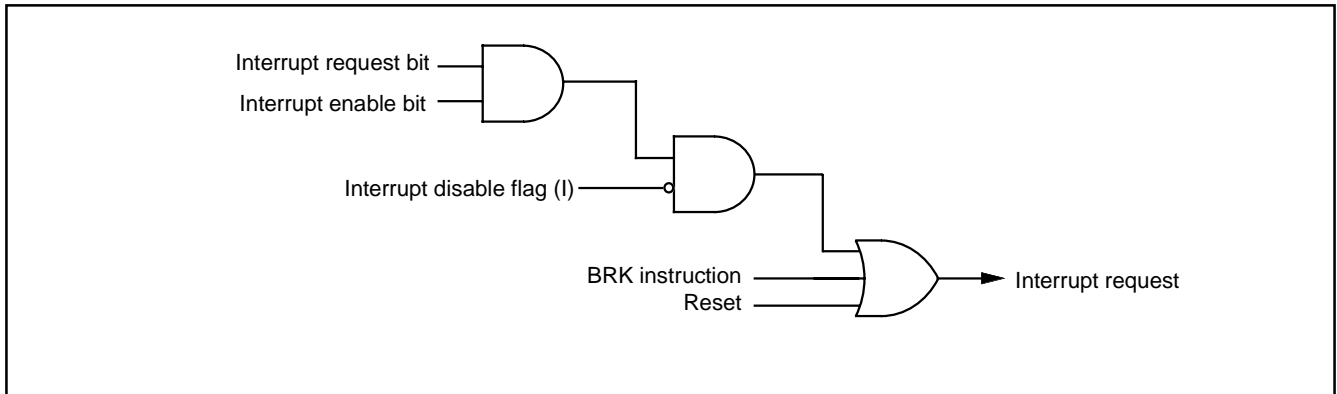 Interrupt request bit
Interrupt enable bit
Interrupt disable flag (I)
BRK instruction
Reset
Interrupt request